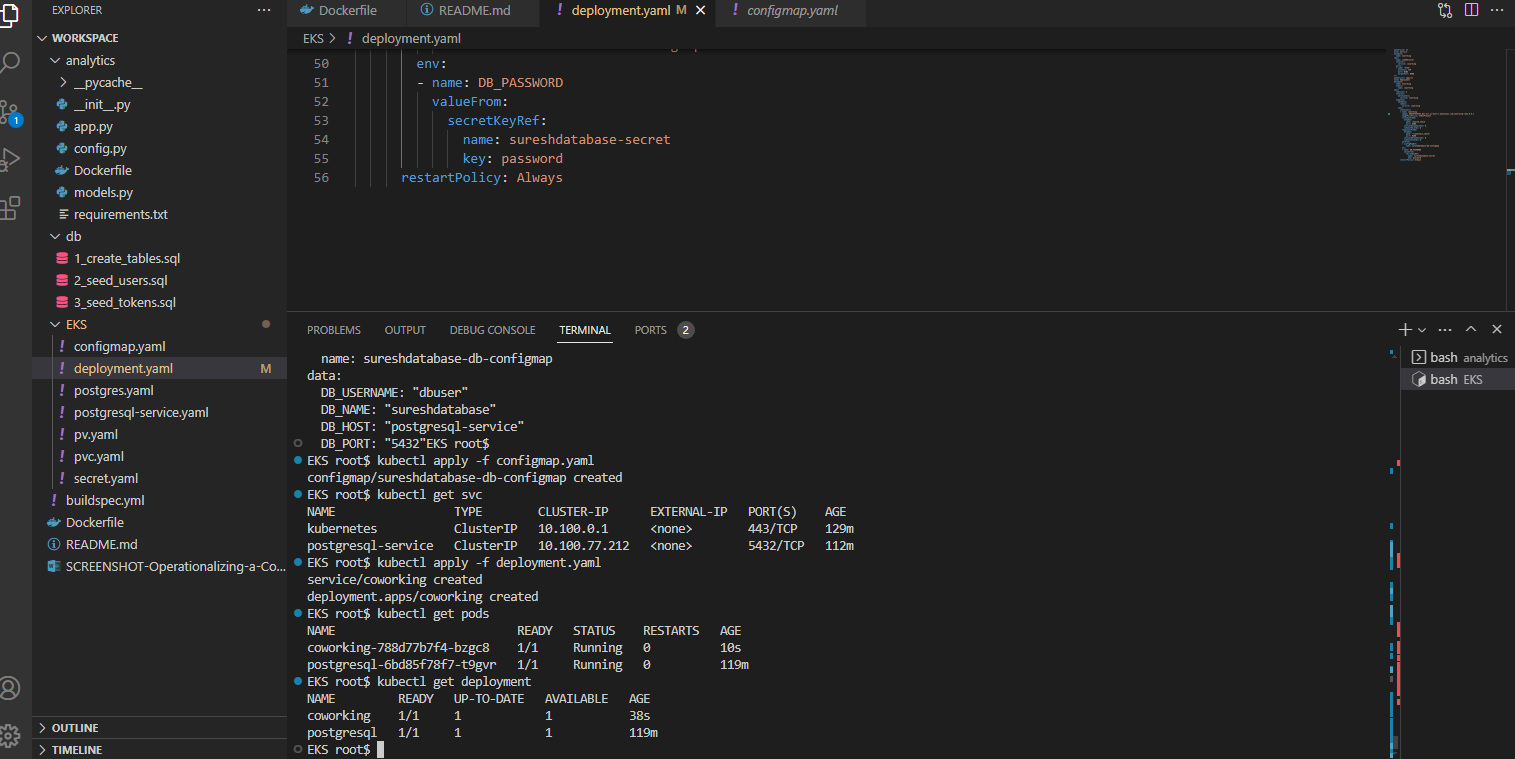 EXPLORER
Dockerfile
README.md
deployment.yaml M
configmap.yaml
WORKSPACE
analytics
__pycache__
__init__.py
app.py
config.py
Dockerfile
models.py
requirements.txt
db
1_create_tables.sql
2_seed_users.sql
3_seed_tokens.sql
EKS
configmap.yaml
deployment.yaml M
postgres.yaml
postgresql-service.yaml
pv.yaml
pvc.yaml
secret.yaml
buildspec.yml
Dockerfile
README.md
SCREENSHOT-Operationalizing-a-Co...
OUTLINE
TIMELINE
1
EKS > deployment.yaml
50 env:
51 - name: DB_PASSWORD
52 valueFrom:
53 secretKeyRef:
54 name: sureshdatabase-secret
55 key: password
56 restartPolicy: Always
PROBLEMS OUTPUT DEBUG CONSOLE TERMINAL PORTS 2
name: sureshdatabase-db-configmap
data:
DB_USERNAME: "dbuser"
DB_NAME: "sureshdatabase"
DB_HOST: "postgresql-service"
DB_PORT: "5432"EKS root$
EKS root$ kubectl apply -f configmap.yaml
configmap/sureshdatabase-db-configmap created
EKS root$ kubectl get svc
NAME TYPE CLUSTER-IP EXTERNAL-IP PORT(S) AGE
kubernetes ClusterIP 10.100.0.1 <none> 443/TCP 129m
postgresql-service ClusterIP 10.100.77.212 <none> 5432/TCP 112m
EKS root$ kubectl apply -f deployment.yaml
service/coworking created
deployment.apps/coworking created
EKS root$ kubectl get pods
NAME READY STATUS RESTARTS AGE
coworking-788d77b7f4-bzgc8 1/1 Running 0 10s
postgresql-6bd85f78f7-t9gvr 1/1 Running 0 119m
EKS root$ kubectl get deployment
NAME READY UP-TO-DATE AVAILABLE AGE
coworking 1/1 1 1 38s
postgresql 1/1 1 1 119m
EKS root$
bash analytics
bash EKS